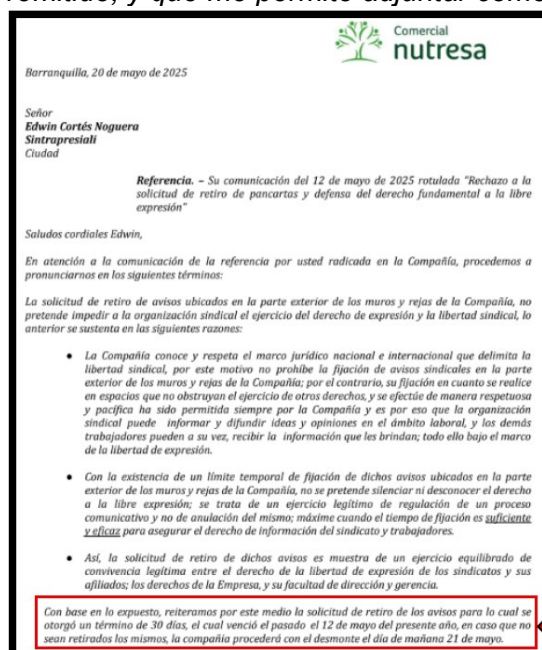 remitido, y que me permito adjuntar como
Comercial
nutresa
Barranquilla, 20 de mayo de 2025
Señor
Edwin Cortés Noguera
Sintrapresiali
Ciudad
Referencia. – Su comunicación del 12 de mayo de 2025 rotulada “Rechazo a la
solicitud de retiro de pancartas y defensa del derecho fundamental a la libre
expresión”
Saludos cordiales Edwin,
En atención a la comunicación de la referencia por usted radicada en la Compañía, procedemos a
pronunciarnos en los siguientes términos:
La solicitud de retiro de avisos ubicados en la parte exterior de los muros y rejas de la Compañía, no
pretende impedir a la organización sindical el ejercicio del derecho de expresión y la libertad sindical, lo
anterior se sustenta en las siguientes razones:
● La Compañía conoce y respeta el marco jurídico nacional e internacional que delimita la
libertad sindical, por este motivo no prohíbe la fijación de avisos sindicales en la parte
exterior de los muros y rejas de la Compañía; por el contrario, su fijación en cuanto se realice
en espacios que no obstruyan el ejercicio de otros derechos, y se efectúe de manera respetuosa
y pacífica ha sido permitida siempre por la Compañía y es por eso que la organización
sindical puede informar y difundir ideas y opiniones en el ámbito laboral, y los demás
trabajadores pueden a su vez, recibir la información que les brindan; todo ello bajo el marco
de la libertad de expresión.
● Con la existencia de un límite temporal de fijación de dichos avisos ubicados en la parte
exterior de los muros y rejas de la Compañía, no se pretende silenciar ni desconocer el derecho
a la libre expresión; se trata de un ejercicio legítimo de regulación de un proceso
comunicativo y no de anulación del mismo; máxime cuando el tiempo de fijación es suficiente
y eficaz para asegurar el derecho de información del sindicato y trabajadores.
● Así, la solicitud de retiro de dichos avisos es muestra de un ejercicio equilibrado de
convivencia legítima entre el derecho de la libertad de expresión de los sindicatos y sus
afiliados; los derechos de la Empresa, y su facultad de dirección y gerencia.
Con base en lo expuesto, reiteramos por este medio la solicitud de retiro de los avisos para lo cual se
otorgó un término de 30 días, el cual venció el pasado el 12 de mayo del presente año, en caso que no
sean retirados los mismos, la compañía procederá con el desmonte el día de mañana 21 de mayo.